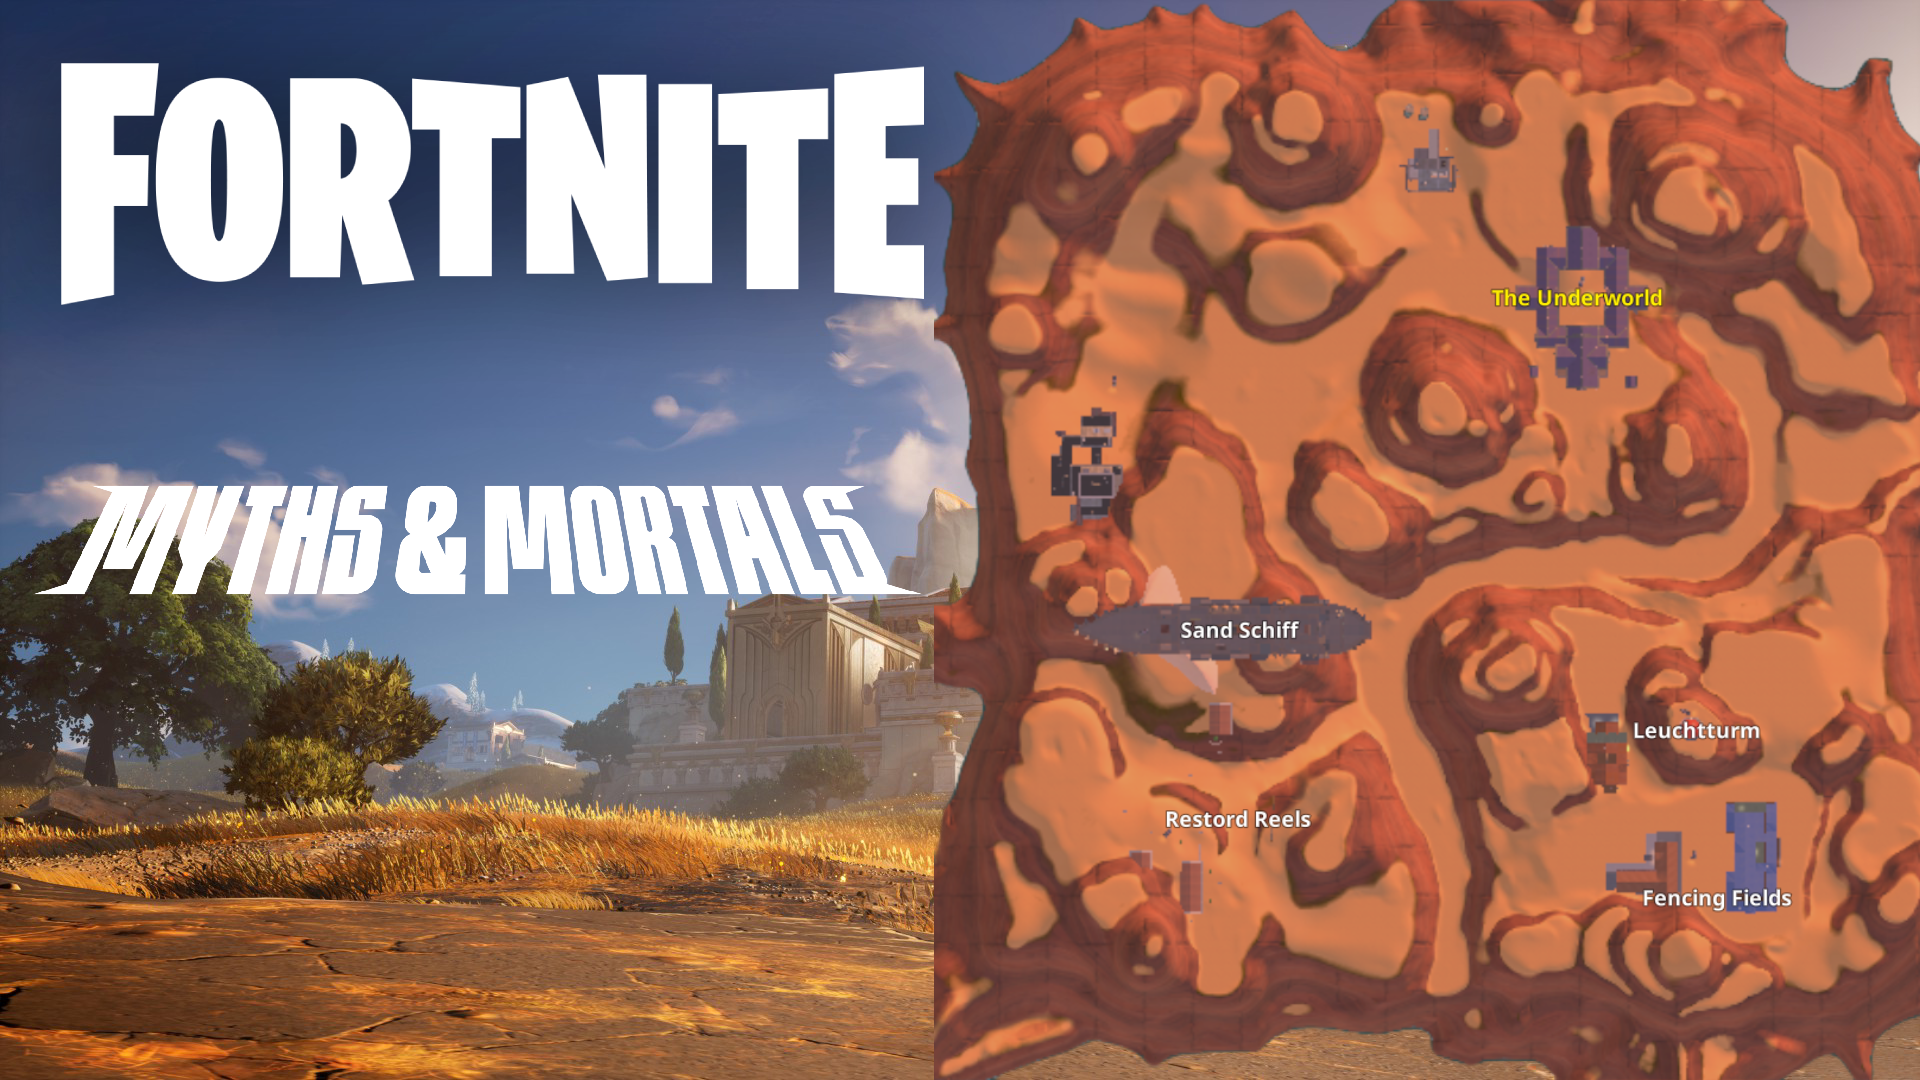 FORTNITE
MYTHS & MORTALS
The Underworld
Sand Schiff
Leuchtturm
Restord Reels
Fencing Fields